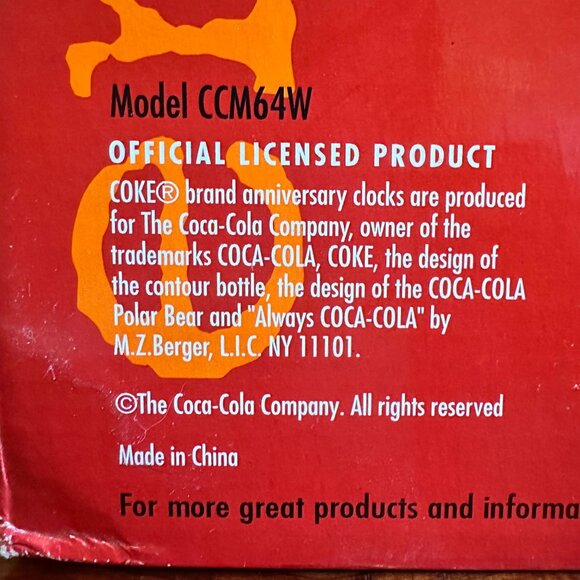 Model CCM64W
OFFICIAL LICENSED PRODUCT
COKE® brand anniversary clocks are produced
for The Coca-Cola Company, owner of the
trademarks COCA-COLA, COKE, the design of
the contour bottle, the design of the COCA-COLA
Polar Bear and "Always COCA-COLA" by
M.Z.Berger, L.I.C. NY 11101.
©The Coca-Cola Company. All rights reserved
Made in China
For more great products and informa